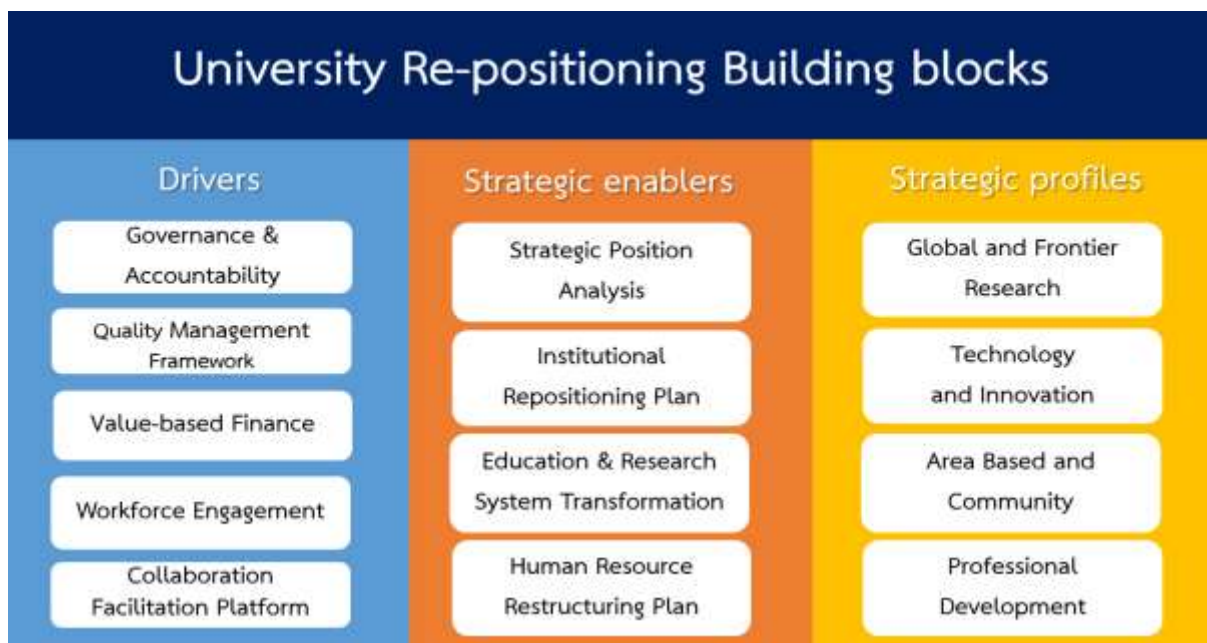 University Re-positioning Building blocks
Drivers
Governance &
Accountability
Quality Management
Framework
Value-based Finance
Workforce Engagement
Collaboration
Facilitation Platform
Strategic enablers
Strategic Position
Analysis
Institutional
Repositioning Plan
Education & Research
System Transformation
Human Resource
Restructuring Plan
Strategic profiles
Global and Frontier
Research
Technology
and Innovation
Area Based and
Community
Professional
Development